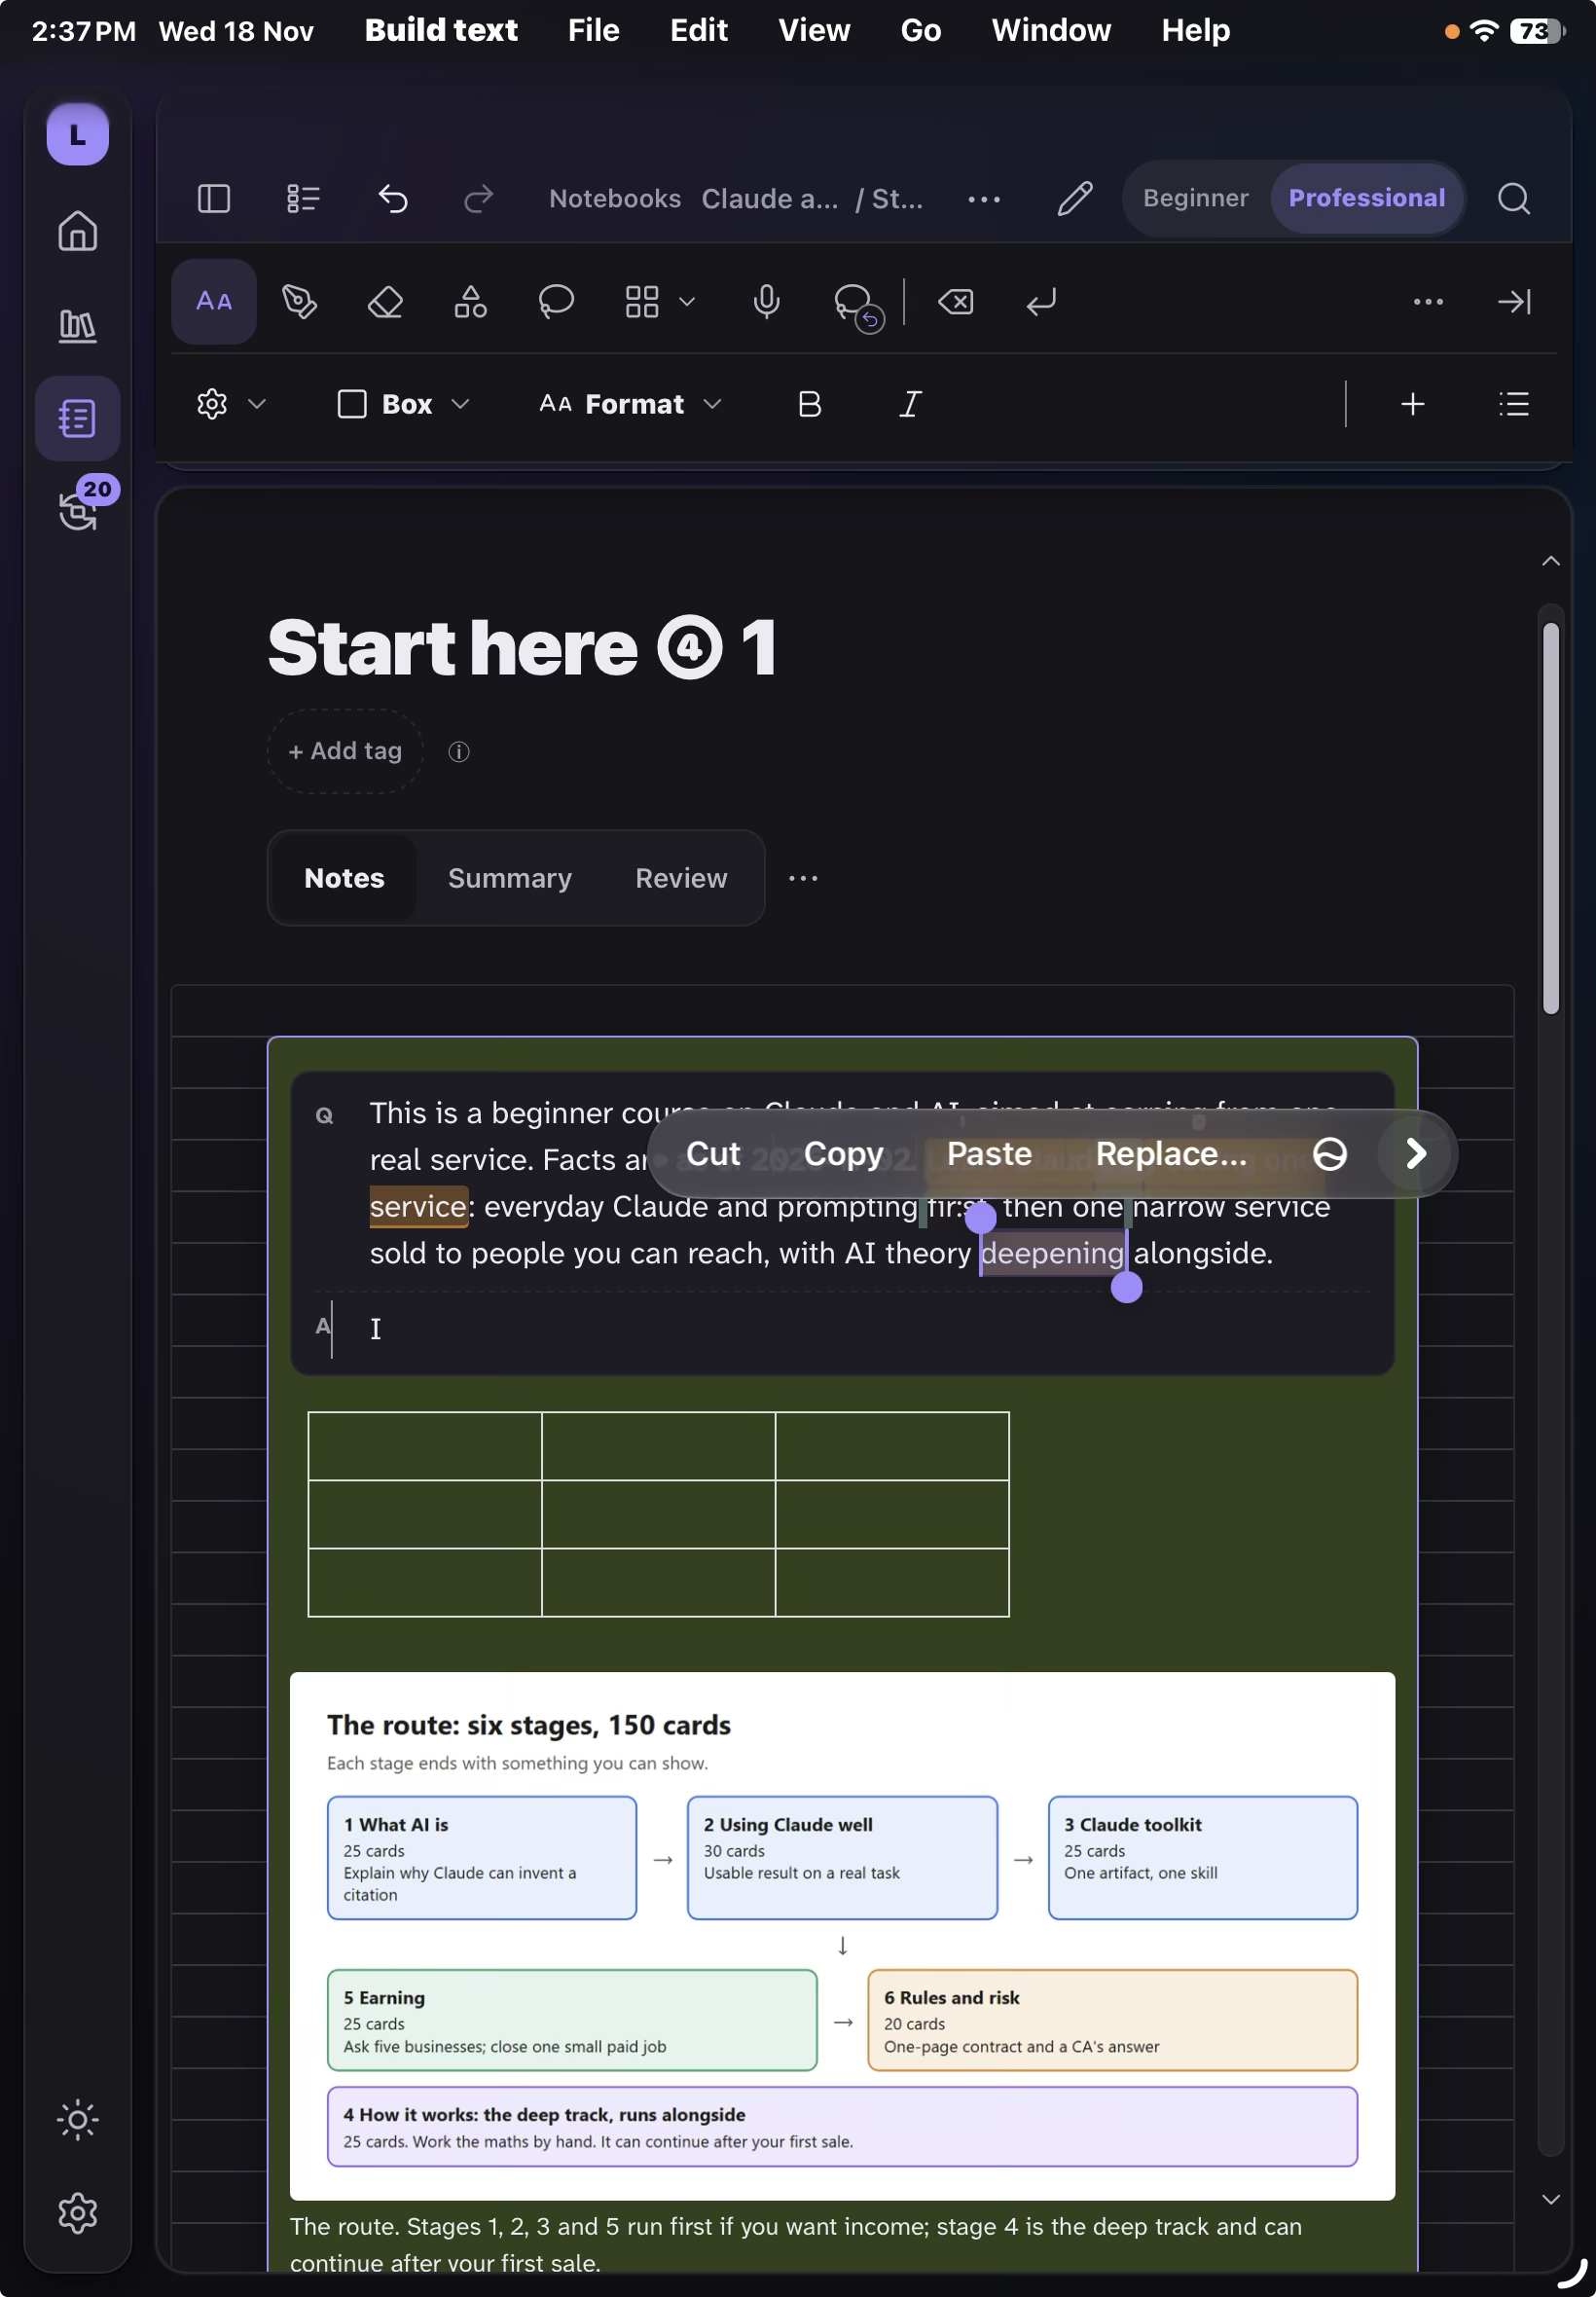 2:37 PM Wed 18 Nov Build text File Edit View Go Window Help 73
L
Notebooks Claude a... / St... Beginner Professional
AA
Box AA Format B I
20
Start here ④ 1
+ Add tag
Notes Summary Review
Q This is a beginner course on Claude and AI, aimed at earning from one
real service. Facts
Cut Copy Paste Replace...
service: everyday Claude and prompting first, then one narrow service
sold to people you can reach, with AI theory deepening alongside.
A I
The route: six stages, 150 cards
Each stage ends with something you can show.
1 What AI is
25 cards
Explain why Claude can invent a
citation
2 Using Claude well
30 cards
Usable result on a real task
3 Claude toolkit
25 cards
One artifact, one skill
5 Earning
25 cards
Ask five businesses; close one small paid job
6 Rules and risk
20 cards
One-page contract and a CA's answer
4 How it works: the deep track, runs alongside
25 cards. Work the maths by hand. It can continue after your first sale.
The route. Stages 1, 2, 3 and 5 run first if you want income; stage 4 is the deep track and can
continue after your first sale.